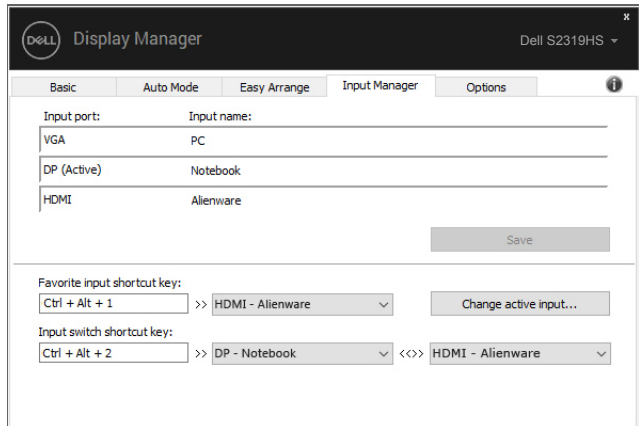 x
DELL Display Manager Dell S2319HS
Basic Auto Mode Easy Arrange Input Manager Options
Input port: Input name:
VGA PC
DP (Active) Notebook
HDMI Alienware
Save
Favorite input shortcut key:
Ctrl + Alt + 1 >> HDMI - Alienware Change active input...
Input switch shortcut key:
Ctrl + Alt + 2 >> DP - Notebook <<>> HDMI - Alienware